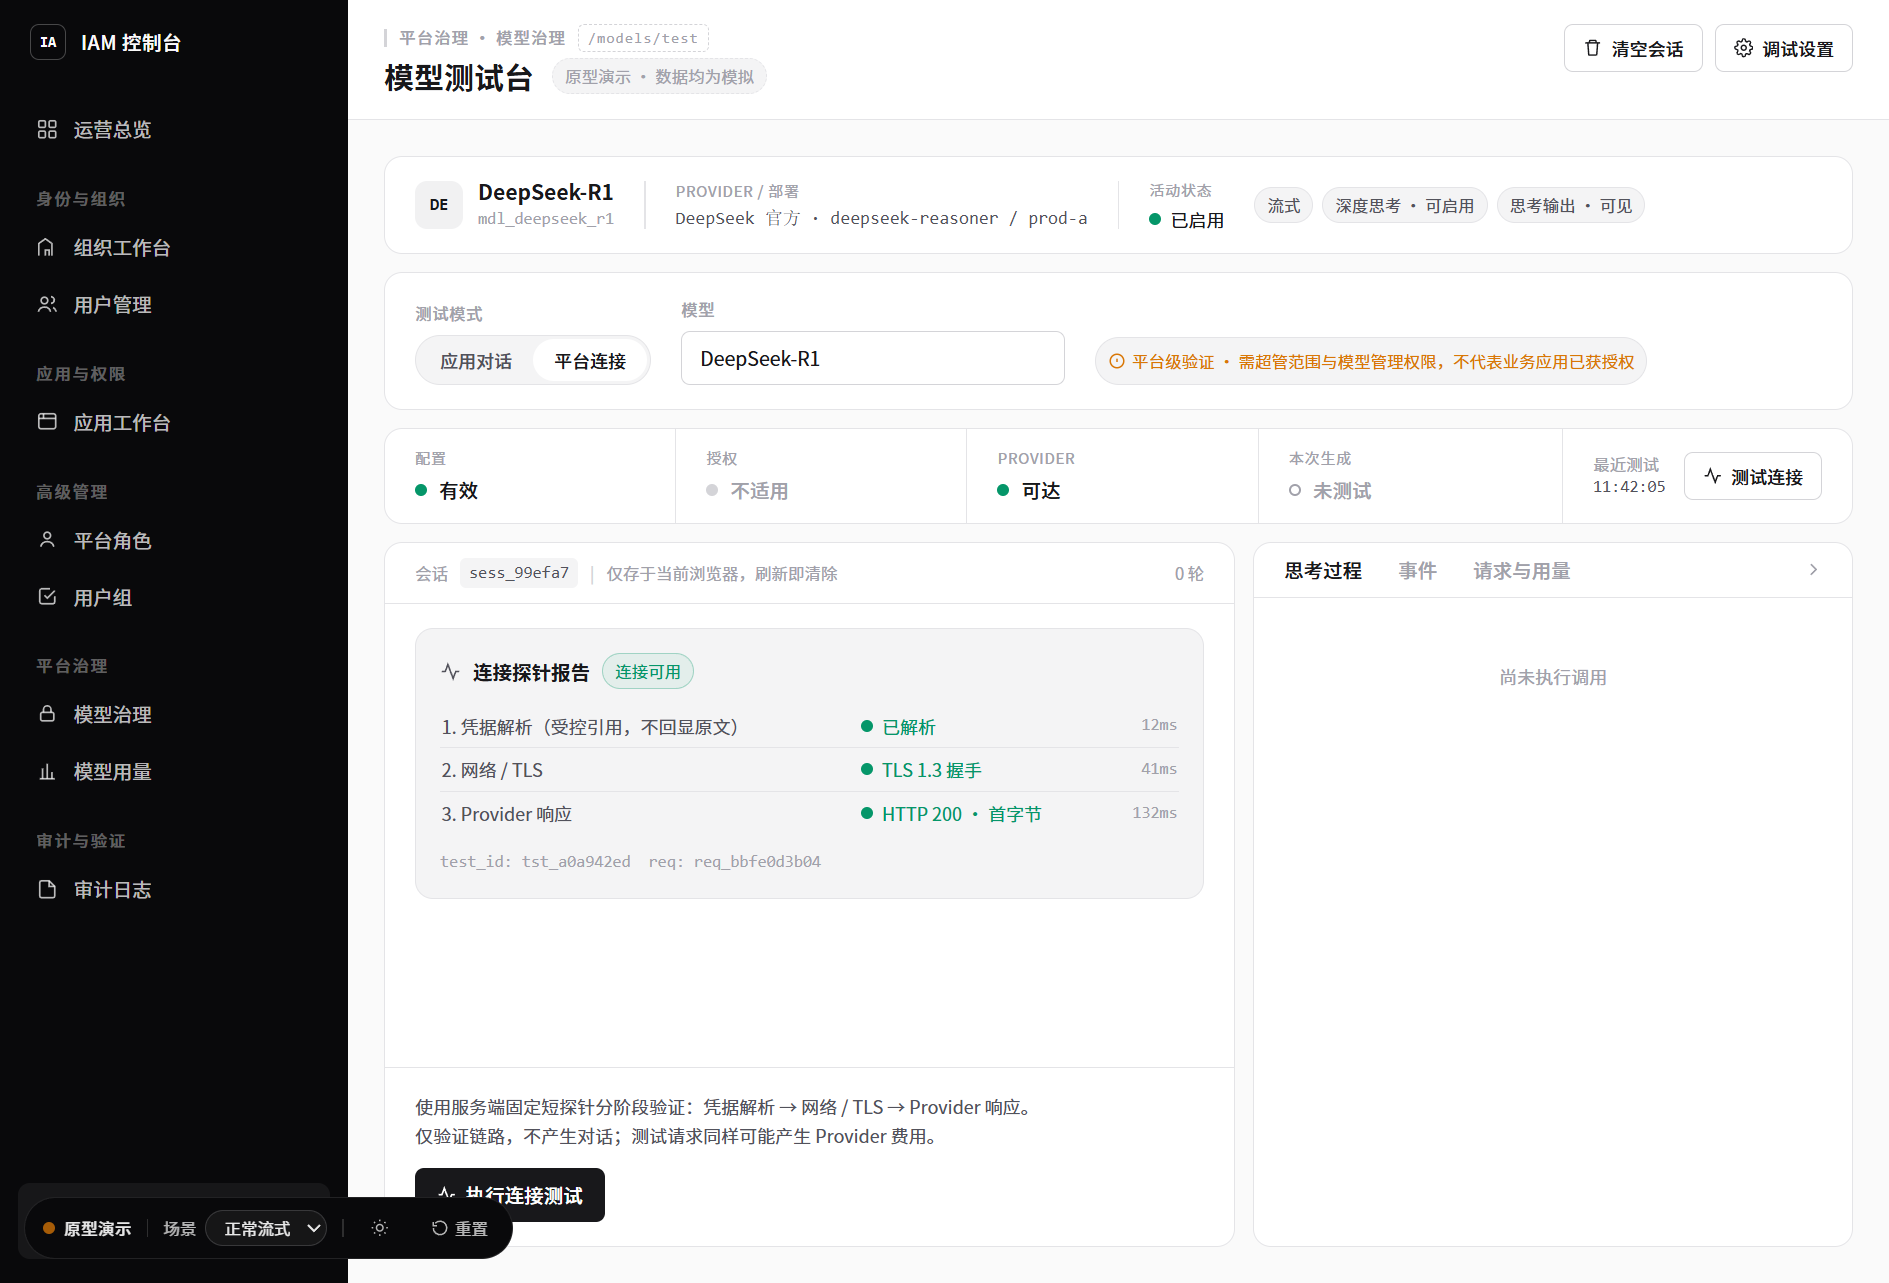 IA
IAM 控制台
运营总览
身份与组织
组织工作台
用户管理
应用与权限
应用工作台
高级管理
平台角色
用户组
平台治理
模型治理
模型用量
审计与验证
审计日志
原型演示
场景
正常流式
重置
平台治理 • 模型治理
/models/test
模型测试台
原型演示 • 数据均为模拟
清空会话
调试设置
DE
DeepSeek-R1
mdl_deepseek_r1
PROVIDER / 部署
DeepSeek 官方 · deepseek-reasoner / prod-a
活动状态
已启用
流式
深度思考 • 可启用
思考输出 • 可见
测试模式
应用对话
平台连接
模型
DeepSeek-R1
平台级验证 • 需超管范围与模型管理权限，不代表业务应用已获授权
配置
有效
授权
不适用
PROVIDER
可达
本次生成
未测试
最近测试
11:42:05
测试连接
会话
sess_99efa7
仅存于当前浏览器，刷新即清除
0 轮
连接探针报告
连接可用
1. 凭据解析（受控引用，不回显原文）
已解析
12ms
2. 网络 / TLS
TLS 1.3 握手
41ms
3. Provider 响应
HTTP 200 • 首字节
132ms
test_id: tst_a0a942ed req: req_bbfe0d3b04
使用服务端固定短探针分阶段验证：凭据解析 → 网络 / TLS → Provider 响应。
仅验证链路，不产生对话；测试请求同样可能产生 Provider 费用。
执行连接测试
思考过程
事件
请求与用量
尚未执行调用